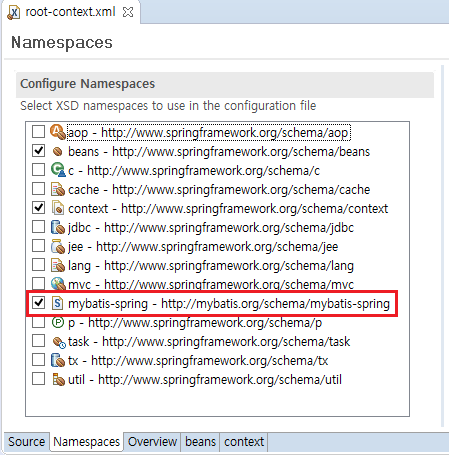 root-context.xml
Namespaces
Configure Namespaces
Select XSD namespaces to use in the configuration file
aop - http://www.springframework.org/schema/aop
beans - http://www.springframework.org/schema/beans
c - http://www.springframework.org/schema/c
cache - http://www.springframework.org/schema/cache
context - http://www.springframework.org/schema/context
jdbc - http://www.springframework.org/schema/jdbc
jee - http://www.springframework.org/schema/jee
lang - http://www.springframework.org/schema/lang
mvc - http://www.springframework.org/schema/mvc
mybatis-spring - http://mybatis.org/schema/mybatis-spring
p - http://www.springframework.org/schema/p
task - http://www.springframework.org/schema/task
tx - http://www.springframework.org/schema/tx
util - http://www.springframework.org/schema/util
Source Namespaces Overview beans context